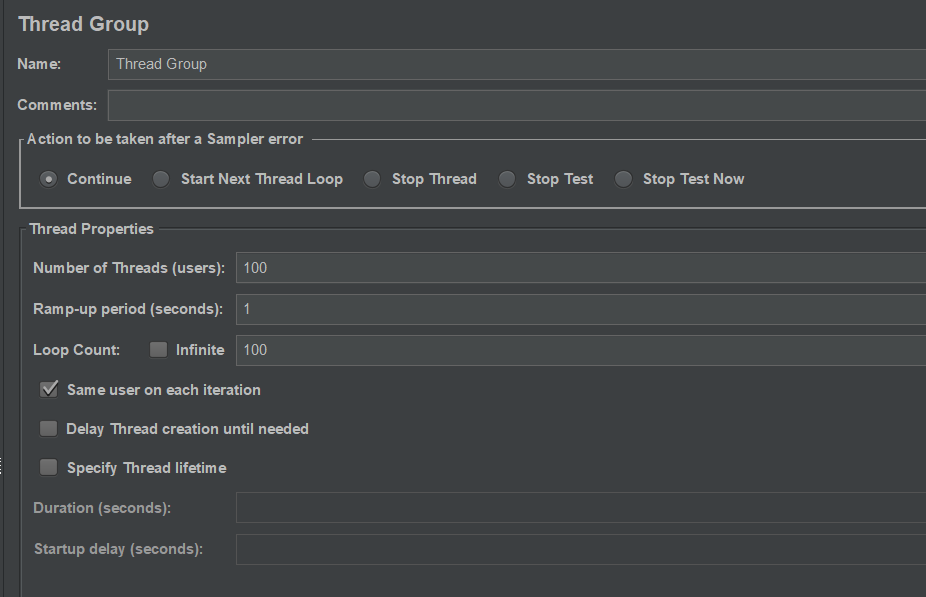 Thread Group
Name: Thread Group
Comments:
Action to be taken after a Sampler error
Continue Start Next Thread Loop Stop Thread Stop Test Stop Test Now
Thread Properties
Number of Threads (users): 100
Ramp-up period (seconds): 1
Loop Count: Infinite 100
Same user on each iteration
Delay Thread creation until needed
Specify Thread lifetime
Duration (seconds):
Startup delay (seconds):